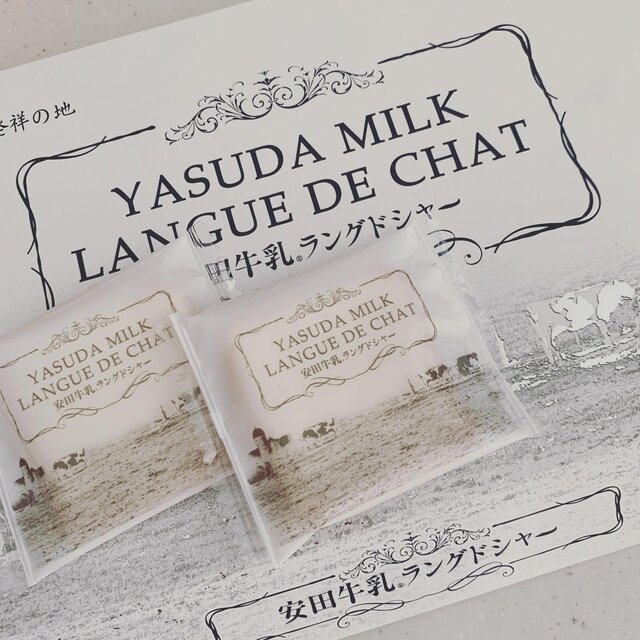 発祥の地
YASUDA MILK
LANGUE DE CHAT
田牛乳®ラングドシャー
YASUDA MILK
LANGUE DE CHAT
安田牛乳ラングドシャー
YASUDA MILK
LANGUE DE CHAT
安田牛乳ラングドシャー
安田牛乳®ラングドシャー